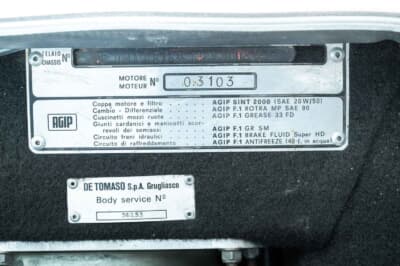 TELAIO
CHASSIS Nº
MOTORE
MOTEUR Nº 03103
AGIP
Coppe motore e filtro AGIP SINT 2000 (SAE 20W/50)
Cambio - Differenziale AGIP F.1 ROTRA MP SAE 90
Cuscinetti mozzi ruote AGIP F.1 GREASE 33 FD
Giunti cardanici e manicotti scorrevoli dei semiassi AGIP F.1 GR SM
Circuito freni idraulici AGIP F.1 BRAKE FLUID Super HD
Circuito di raffreddamento AGIP F.1 ANTIFREEZE
DE TOMASO S.p.A. Grugliasco
Body service Nº